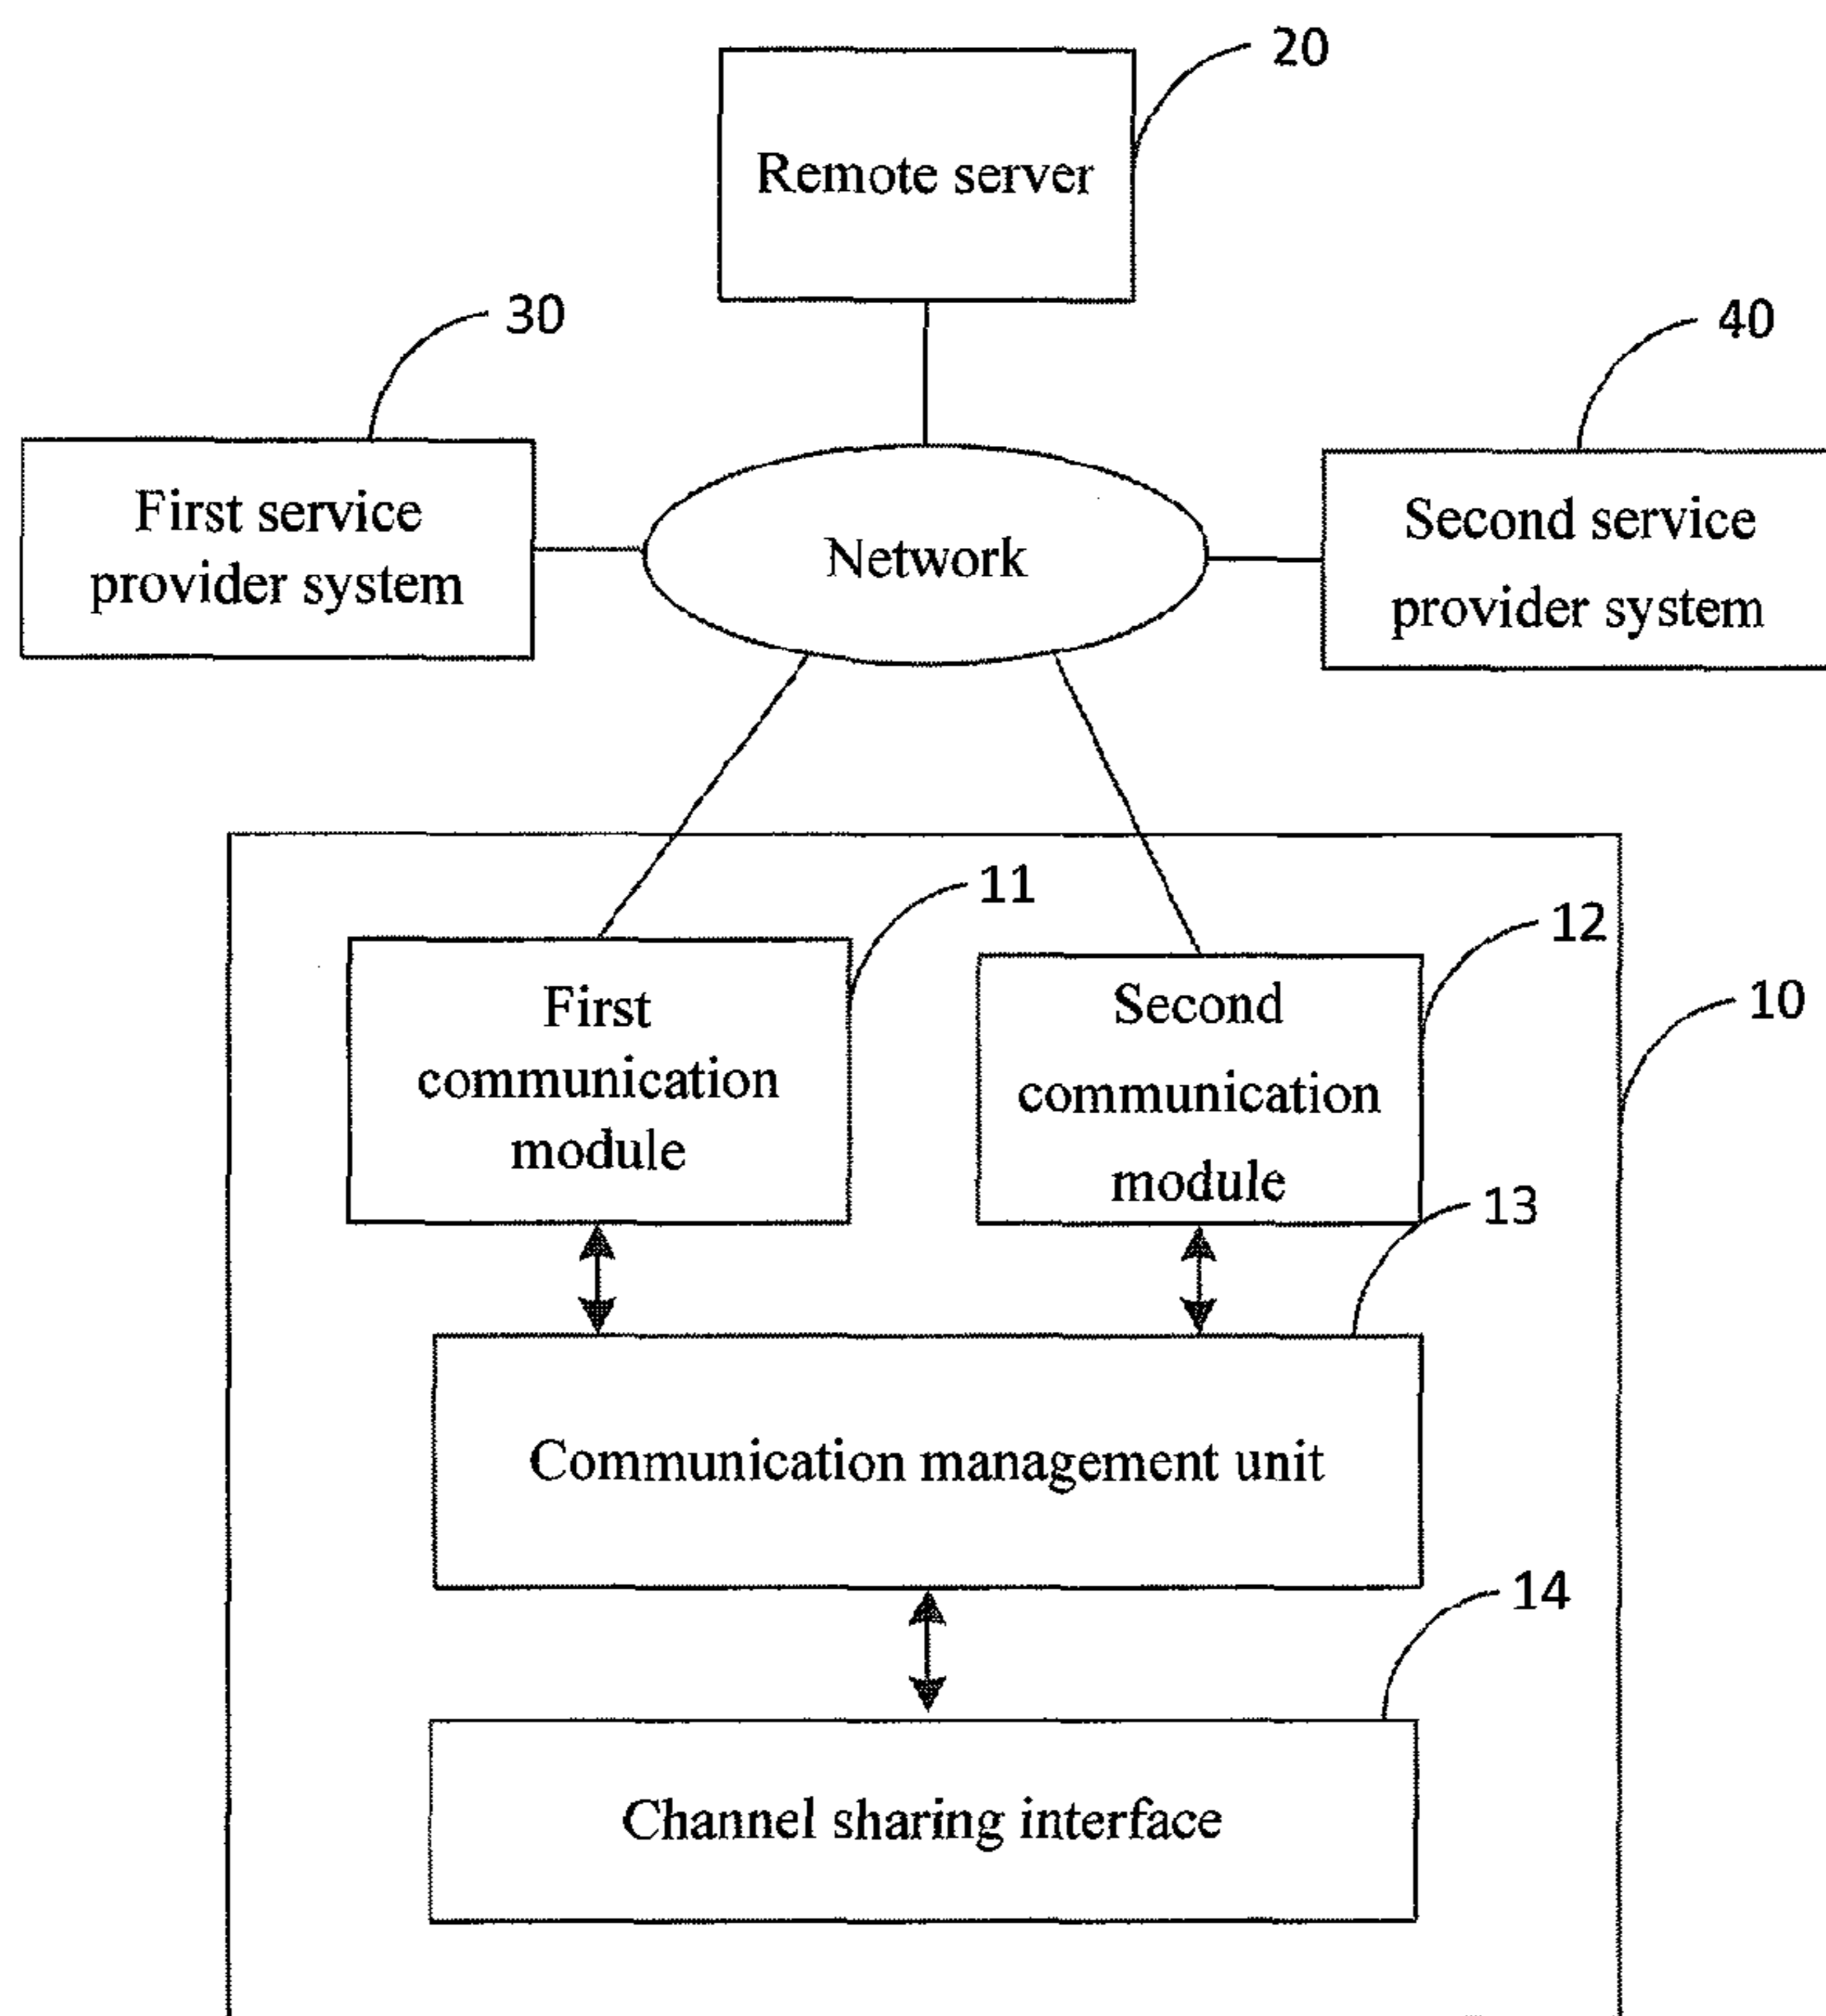 20
Remote server
30
40
First service
provider system
Network
Second service
provider system
11
12
10
First
communication
module
Second
communication
module
13
Communication management unit
14
Channel sharing interface